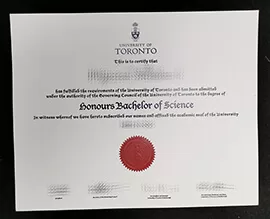 UNIVERSITY OF
TORONTO
This is to certify that
has fulfilled the requirements of the University of Toronto and has been admitted
under the authority of the Governing Council of the University of Toronto to the degree of
Honours Bachelor of Science
In witness whereof we have hereto subscribed our names and affixed the academic seal of the University